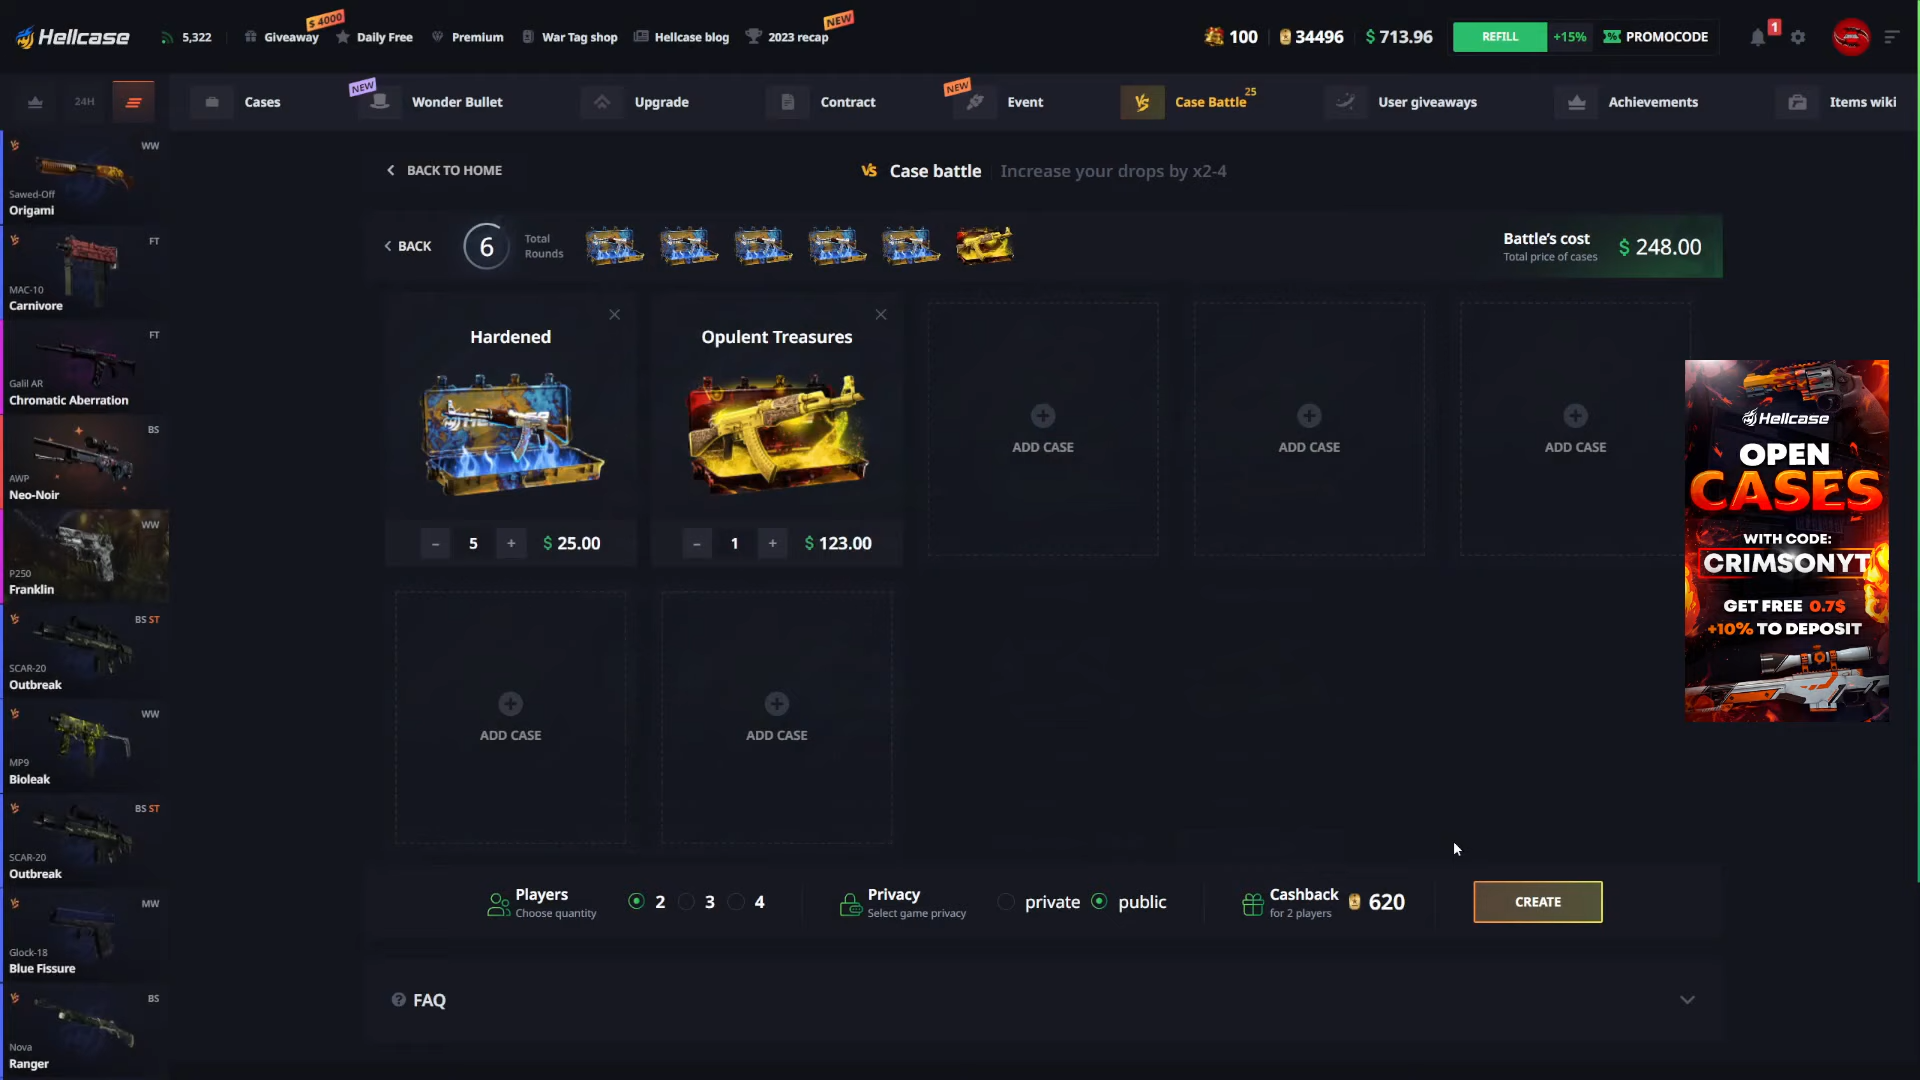 Hellcase
5,322
Giveaway
$ 4000
Daily Free
Premium
War Tag shop
Hellcase blog
2023 recap
NEW
100
34496
$ 713.96
REFILL
+15%
PROMOCODE
1
24H
Cases
NEW
Wonder Bullet
Upgrade
Contract
NEW
Event
VS
Case Battle
25
User giveaways
Achievements
Items wiki
WW
Sawed-Off
Origami
FT
MAC-10
Carnivore
FT
Galil AR
Chromatic Aberration
BS
AWP
Neo-Noir
WW
P250
Franklin
BS ST
SCAR-20
Outbreak
WW
MP9
Bioleak
BS ST
SCAR-20
Outbreak
MW
Glock-18
Blue Fissure
BS
Nova
Ranger
BACK TO HOME
VS Case battle Increase your drops by x2-4
BACK
6
Total
Rounds
Battle's cost
Total price of cases
$ 248.00
Hardened
5
$ 25.00
Opulent Treasures
1
$ 123.00
ADD CASE
ADD CASE
ADD CASE
ADD CASE
ADD CASE
Players
Choose quantity
2
3
4
Privacy
Select game privacy
private
public
Cashback
for 2 players
620
CREATE
FAQ
Hellcase
OPEN
CASES
WITH CODE:
CRIMSONYT
GET FREE 0.7$
+10% TO DEPOSIT